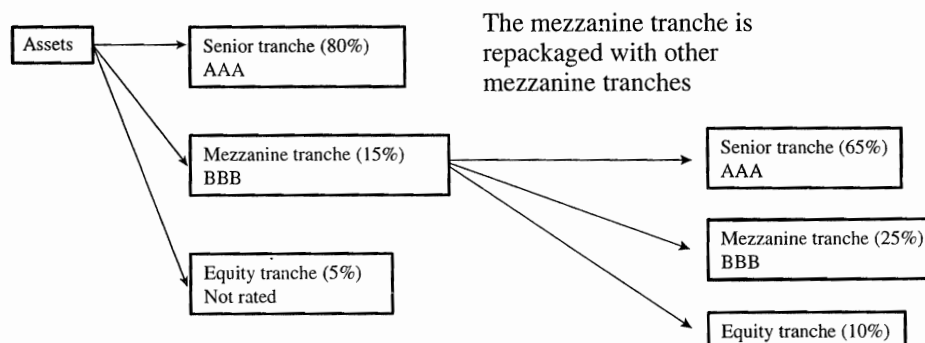 The mezzanine tranche is
repackaged with other
mezzanine tranches
Assets
Senior tranche (80%)
AAA
Mezzanine tranche (15%)
BBB
Equity tranche (5%)
Not rated
Senior tranche (65%)
AAA
Mezzanine tranche (25%)
BBB
Equity tranche (10%)